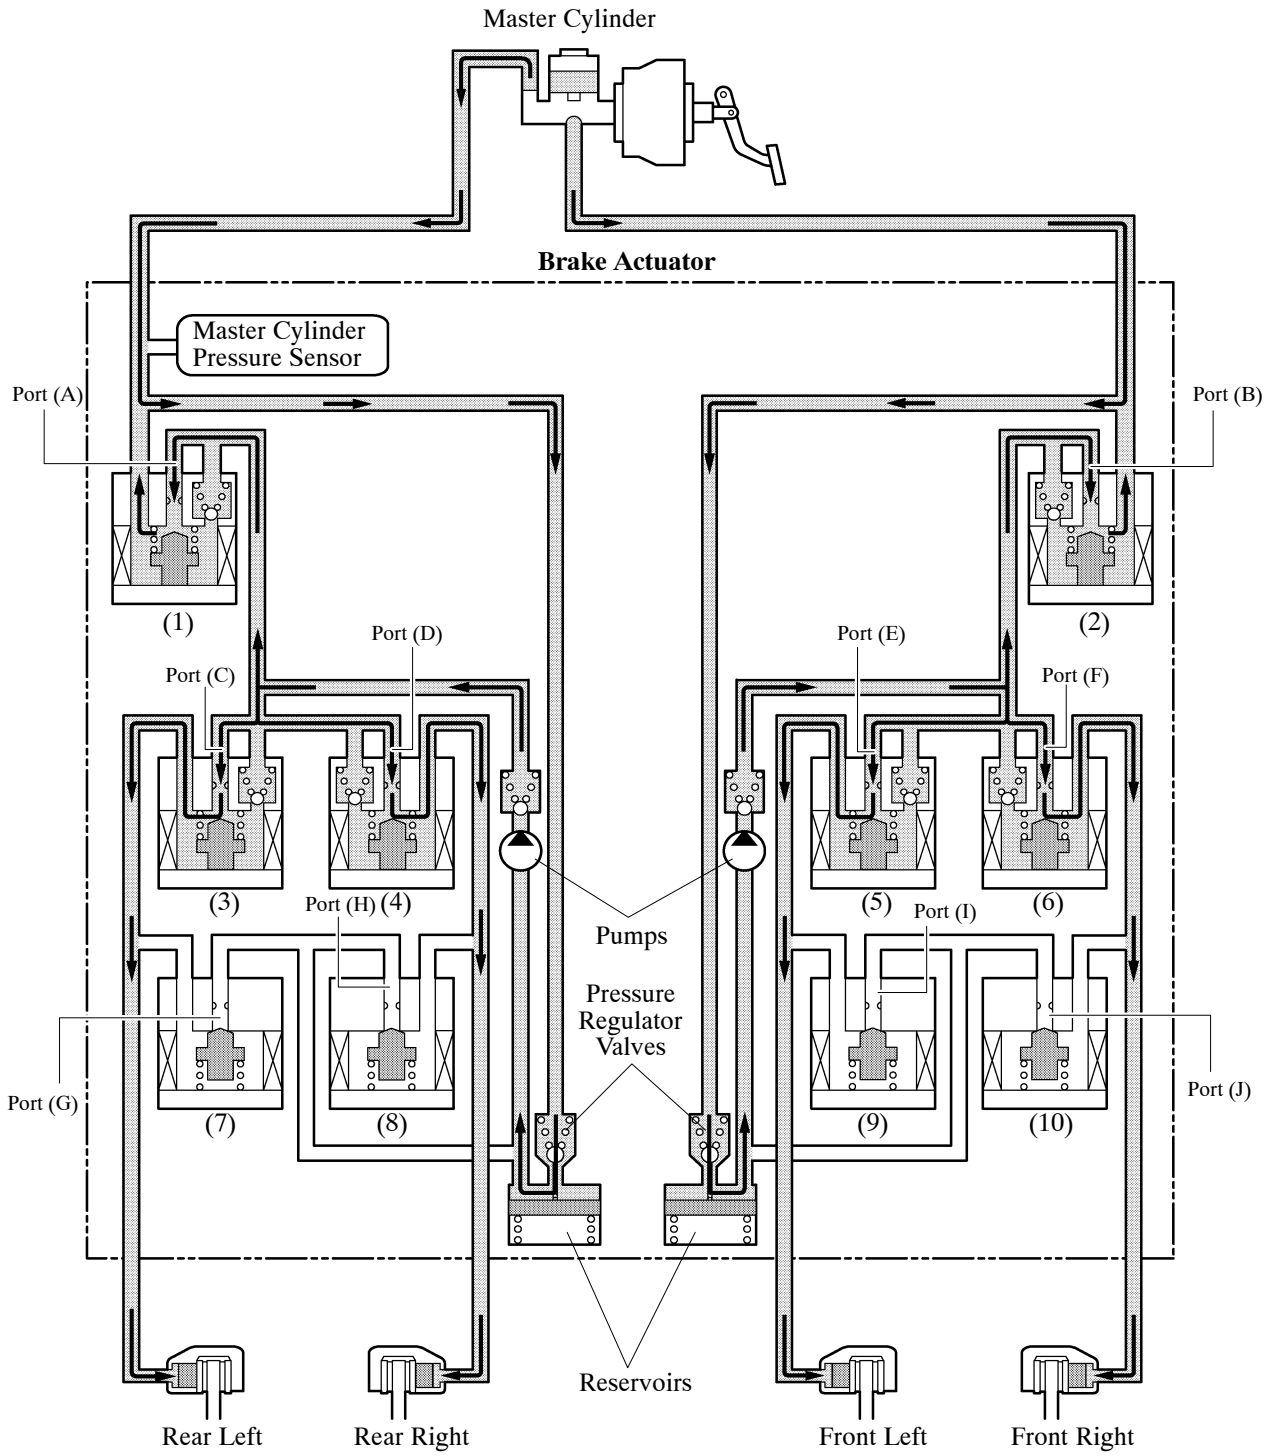 Master Cylinder
Brake Actuator
Master Cylinder
Pressure Sensor
Port (A)
Port (B)
(1)
(2)
Port (D)
Port (E)
Port (C)
Port (F)
(3)
Port (H)
(4)
(5)
Port (I)
(6)
Pumps
Pressure
Regulator
Valves
Port (G)
Port (J)
(7)
(8)
(9)
(10)
Reservoirs
Rear Left
Rear Right
Front Left
Front Right